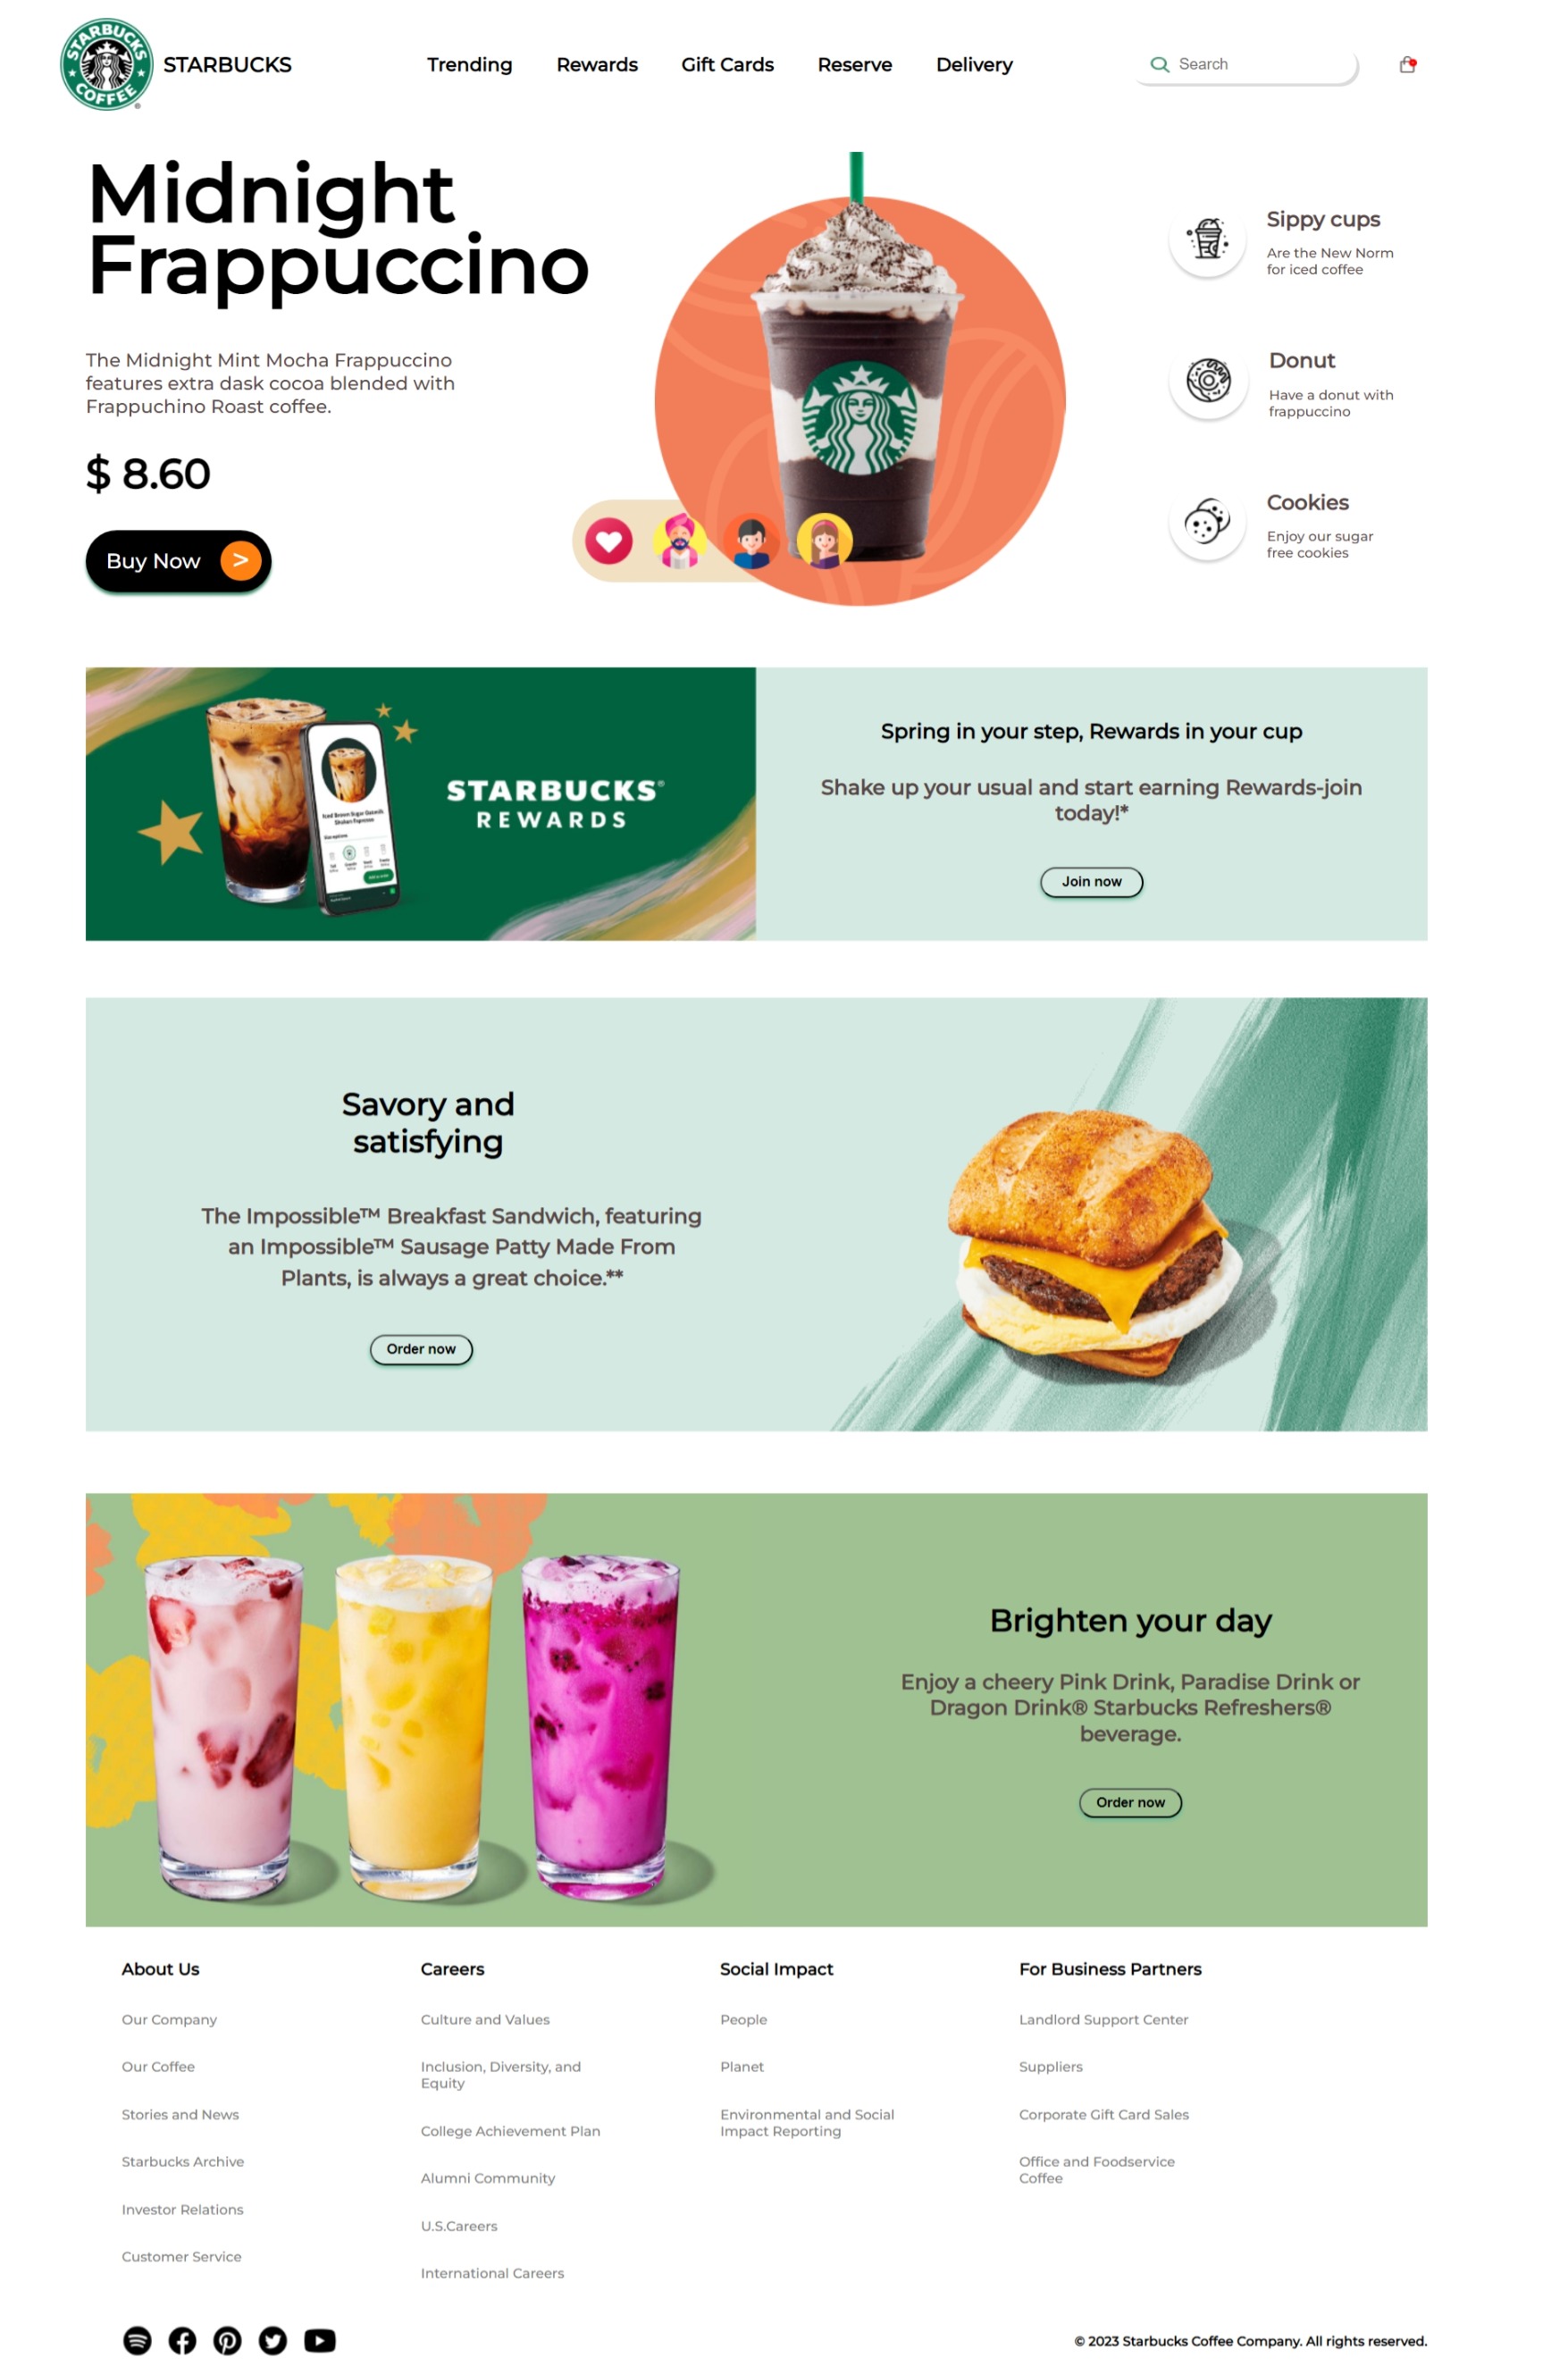 STARBUCKS
COFFEE
®
STARBUCKS
Trending Rewards Gift Cards Reserve Delivery
Search
Midnight
Frappuccino
The Midnight Mint Mocha Frappuccino
features extra dask cocoa blended with
Frappuchino Roast coffee.
$ 8.60
Buy Now >
Sippy cups
Are the New Norm
for iced coffee
Donut
Have a donut with
frappuccino
Cookies
Enjoy our sugar
free cookies
Iced Brown Sugar Oatmilk
Shaken Espresso
STARBUCKS®
REWARDS
Spring in your step, Rewards in your cup
Shake up your usual and start earning Rewards-join
today!*
Join now
Savory and
satisfying
The Impossible™ Breakfast Sandwich, featuring
an Impossible™ Sausage Patty Made From
Plants, is always a great choice.**
Order now
Brighten your day
Enjoy a cheery Pink Drink, Paradise Drink or
Dragon Drink® Starbucks Refreshers®
beverage.
Order now
About Us
Our Company
Our Coffee
Stories and News
Starbucks Archive
Investor Relations
Customer Service
Careers
Culture and Values
Inclusion, Diversity, and
Equity
College Achievement Plan
Alumni Community
U.S.Careers
International Careers
Social Impact
People
Planet
Environmental and Social
Impact Reporting
For Business Partners
Landlord Support Center
Suppliers
Corporate Gift Card Sales
Office and Foodservice
Coffee
© 2023 Starbucks Coffee Company. All rights reserved.